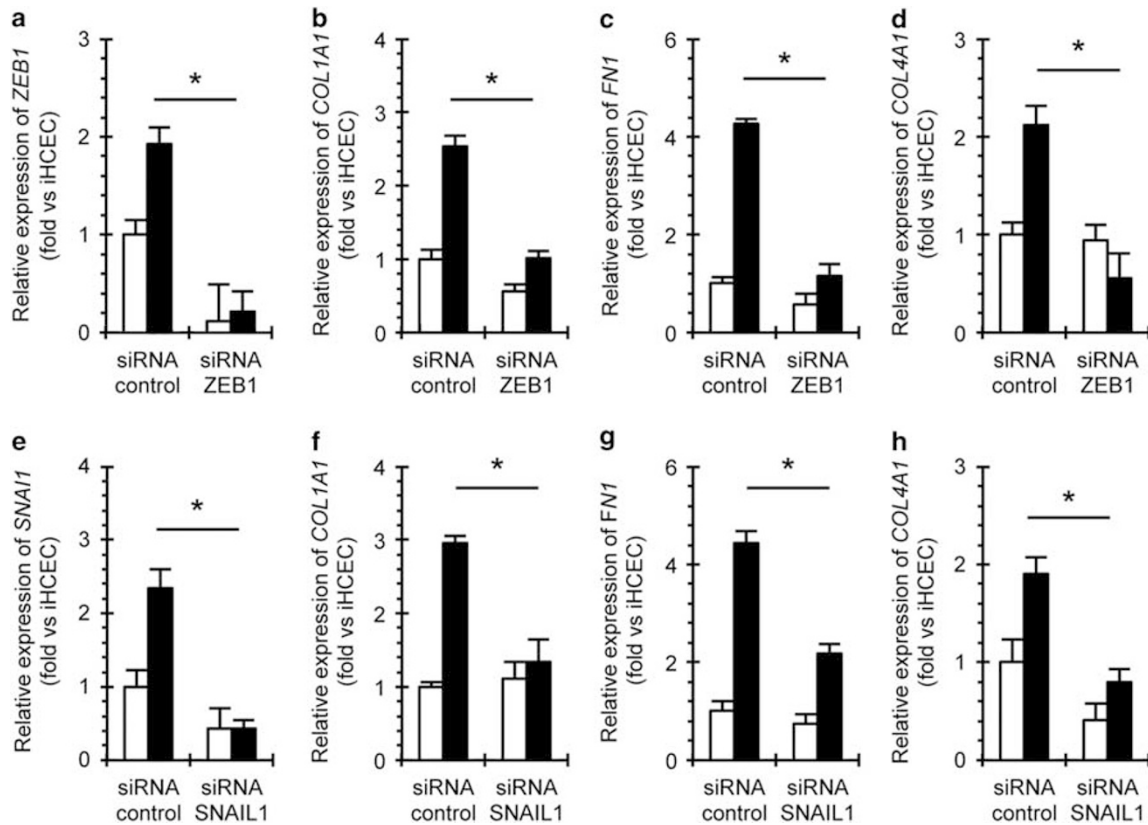 a
Relative expression of ZEB1
(fold vs iHCEC)
3
2
1
0
*
siRNA siRNA
control ZEB1
b
Relative expression of COL1A1
(fold vs iHCEC)
4
3
2
1
0
*
siRNA siRNA
control ZEB1
c
Relative expression of FN1
(fold vs iHCEC)
6
4
2
0
*
siRNA siRNA
control ZEB1
d
Relative expression of COL4A1
(fold vs iHCEC)
3
2
1
0
*
siRNA siRNA
control ZEB1
e
Relative expression of SNAI1
(fold vs iHCEC)
4
3
2
1
0
*
siRNA siRNA
control SNAIL1
f
Relative expression of COL1A1
(fold vs iHCEC)
4
3
2
1
0
*
siRNA siRNA
control SNAIL1
g
Relative expression of FN1
(fold vs iHCEC)
6
4
2
0
*
siRNA siRNA
control SNAIL1
h
Relative expression of COL4A1
(fold vs iHCEC)
3
2
1
0
*
siRNA siRNA
control SNAIL1